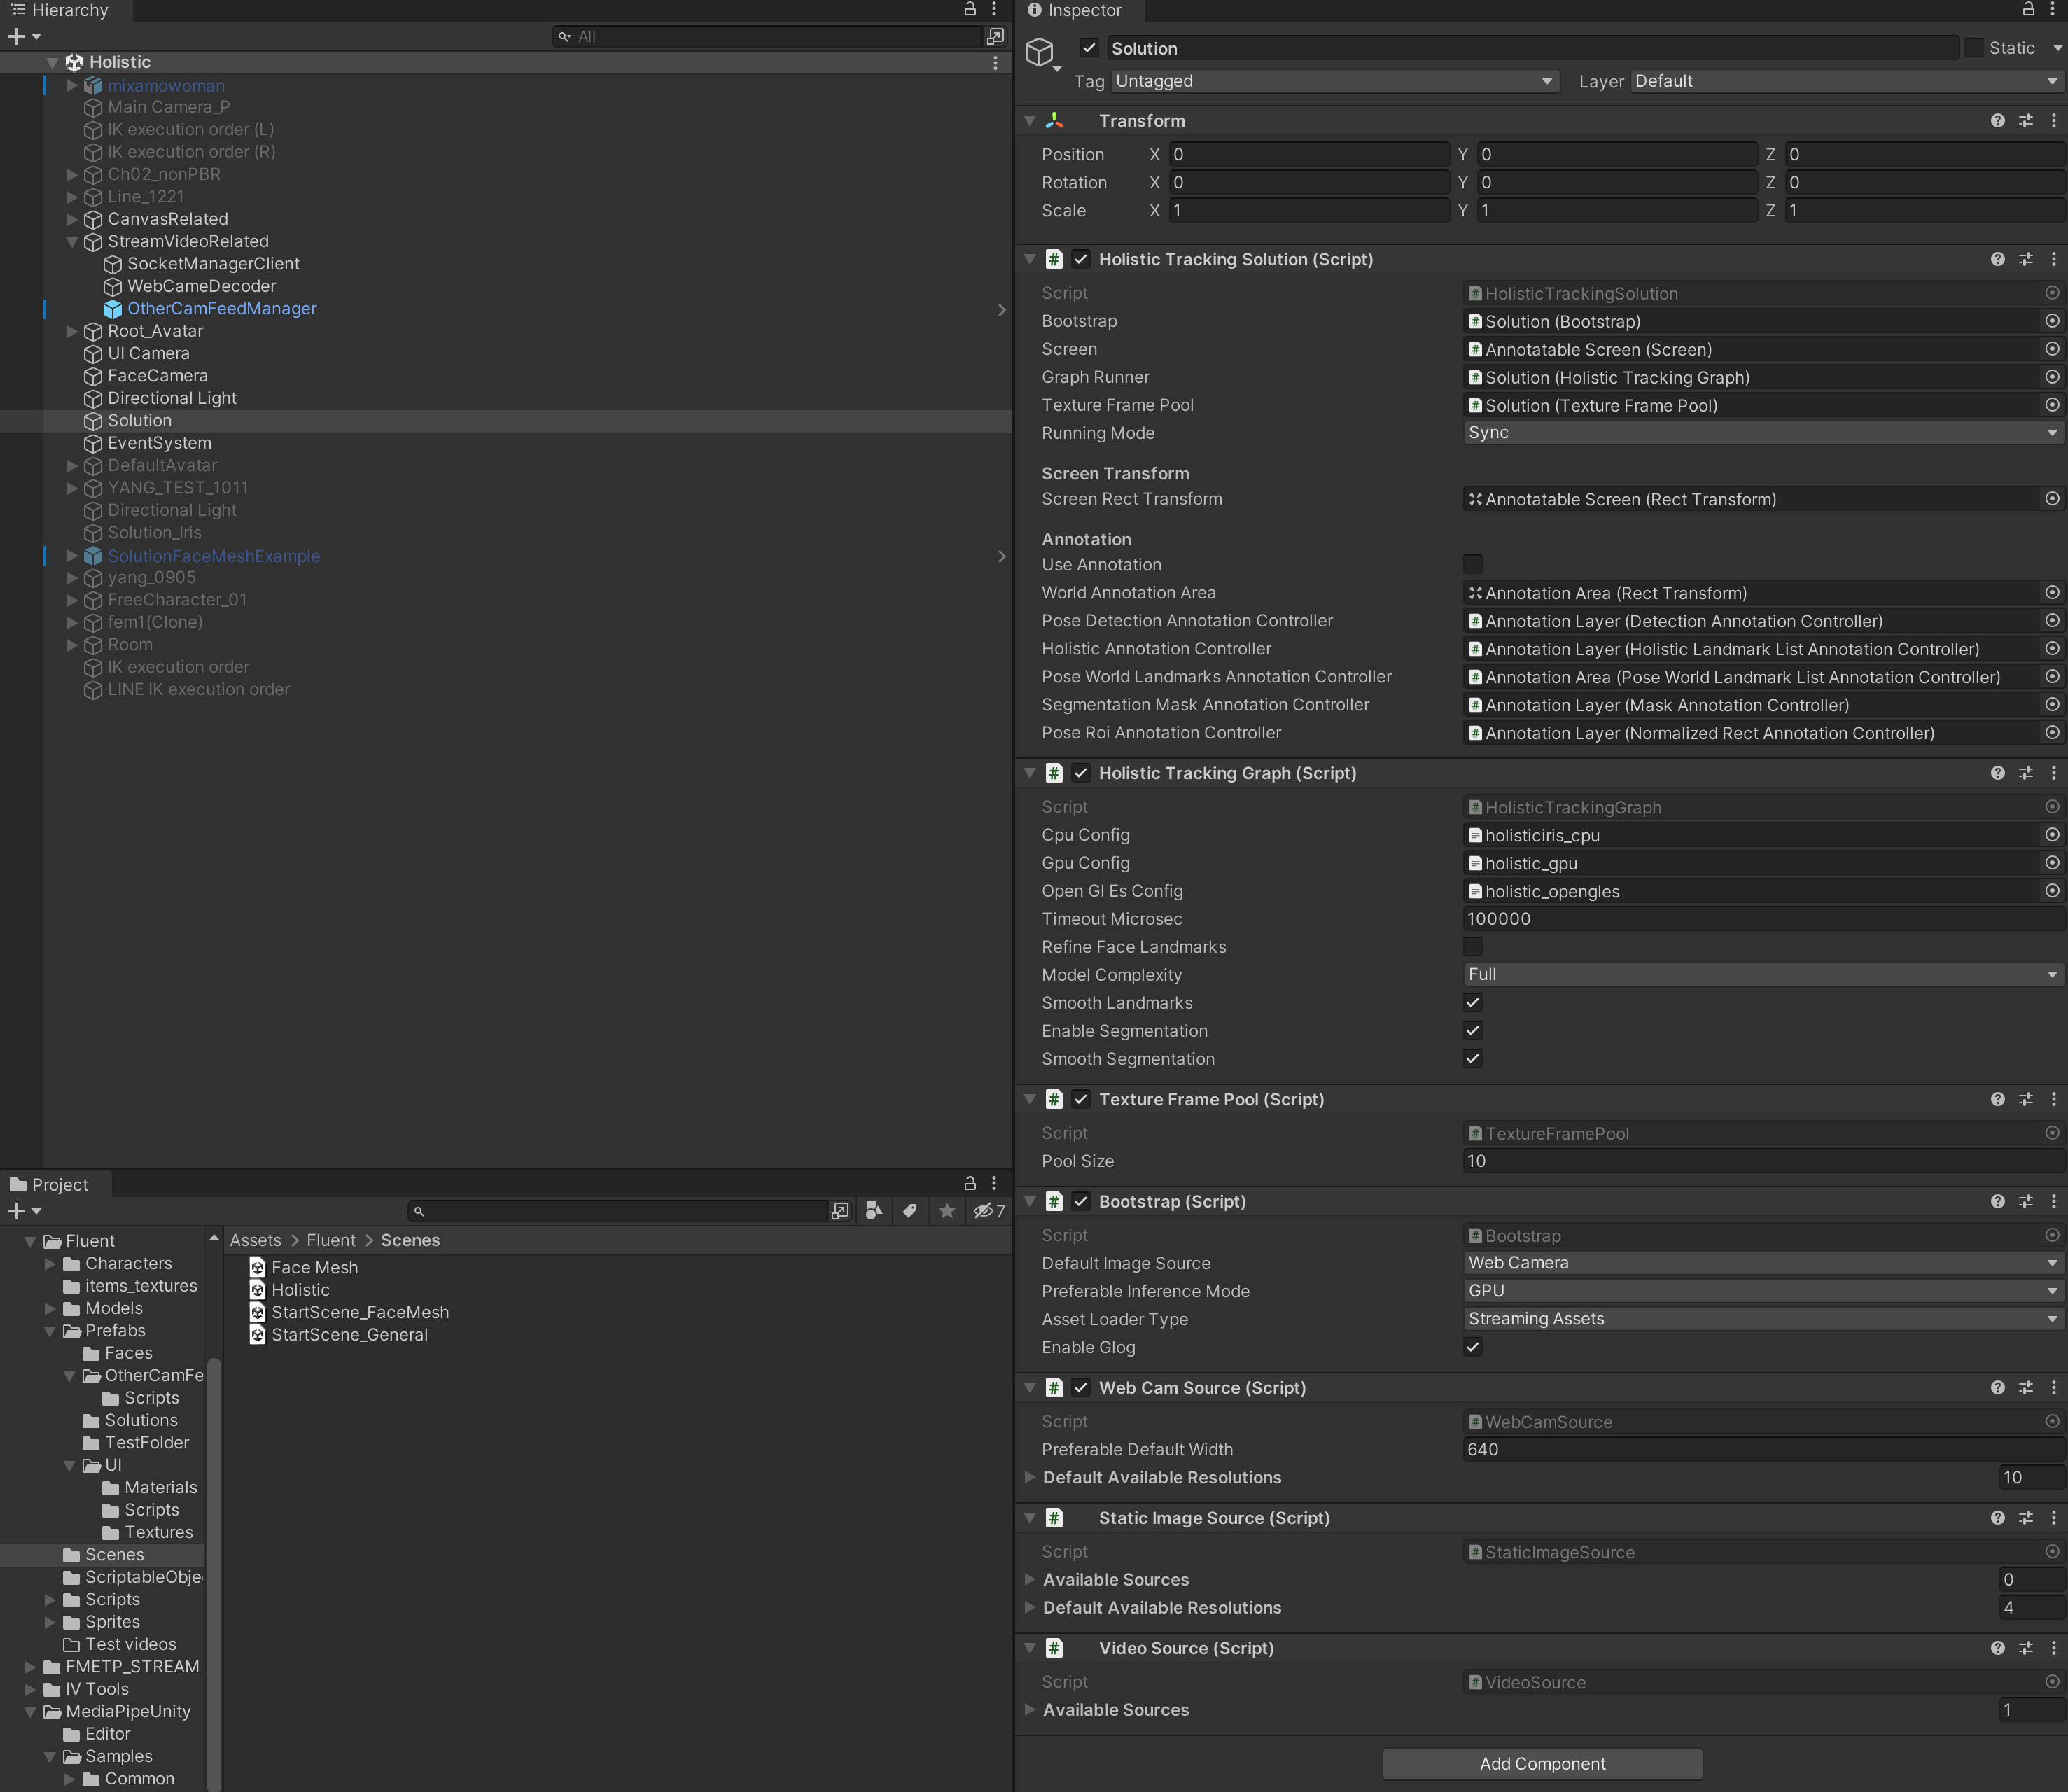 Hierarchy
All
Holistic
mixamowoman
Main Camera_P
IK execution order (L)
IK execution order (R)
Ch02_nonPBR
Line_1221
CanvasRelated
StreamVideoRelated
SocketManagerClient
WebCameDecoder
OtherCamFeedManager
Root_Avatar
UI Camera
FaceCamera
Directional Light
Solution
EventSystem
DefaultAvatar
YANG_TEST_1011
Directional Light
Solution_Iris
SolutionFaceMeshExample
yang_0905
FreeCharacter_01
fem1(Clone)
Room
IK execution order
LINE IK execution order
Project
7
Fluent
Characters
items_textures
Models
Prefabs
Faces
OtherCamFe
Scripts
Solutions
TestFolder
UI
Materials
Scripts
Textures
Scenes
ScriptableObje
Scripts
Sprites
Test videos
FMETP_STREAM
IV Tools
MediaPipeUnity
Editor
Samples
Common
Assets > Fluent > Scenes
Face Mesh
Holistic
StartScene_FaceMesh
StartScene_General
Inspector
Solution Static
Tag Untagged Layer Default
Transform
Position X 0 Y 0 Z 0
Rotation X 0 Y 0 Z 0
Scale X 1 Y 1 Z 1
# Holistic Tracking Solution (Script)
Script # HolisticTrackingSolution
Bootstrap # Solution (Bootstrap)
Screen # Annotatable Screen (Screen)
Graph Runner # Solution (Holistic Tracking Graph)
Texture Frame Pool # Solution (Texture Frame Pool)
Running Mode Sync
Screen Transform
Screen Rect Transform Annotatable Screen (Rect Transform)
Annotation
Use Annotation
World Annotation Area Annotation Area (Rect Transform)
Pose Detection Annotation Controller # Annotation Layer (Detection Annotation Controller)
Holistic Annotation Controller # Annotation Layer (Holistic Landmark List Annotation Controller)
Pose World Landmarks Annotation Controller # Annotation Area (Pose World Landmark List Annotation Controller)
Segmentation Mask Annotation Controller # Annotation Layer (Mask Annotation Controller)
Pose Roi Annotation Controller # Annotation Layer (Normalized Rect Annotation Controller)
# Holistic Tracking Graph (Script)
Script # HolisticTrackingGraph
Cpu Config holisticiris_cpu
Gpu Config holistic_gpu
Open Gl Es Config holistic_opengles
Timeout Microsec 100000
Refine Face Landmarks
Model Complexity Full
Smooth Landmarks
Enable Segmentation
Smooth Segmentation
# Texture Frame Pool (Script)
Script # TextureFramePool
Pool Size 10
# Bootstrap (Script)
Script # Bootstrap
Default Image Source Web Camera
Preferable Inference Mode GPU
Asset Loader Type Streaming Assets
Enable Glog
# Web Cam Source (Script)
Script # WebCamSource
Preferable Default Width 640
Default Available Resolutions 10
# Static Image Source (Script)
Script # StaticImageSource
Available Sources 0
Default Available Resolutions 4
# Video Source (Script)
Script # VideoSource
Available Sources 1
Add Component